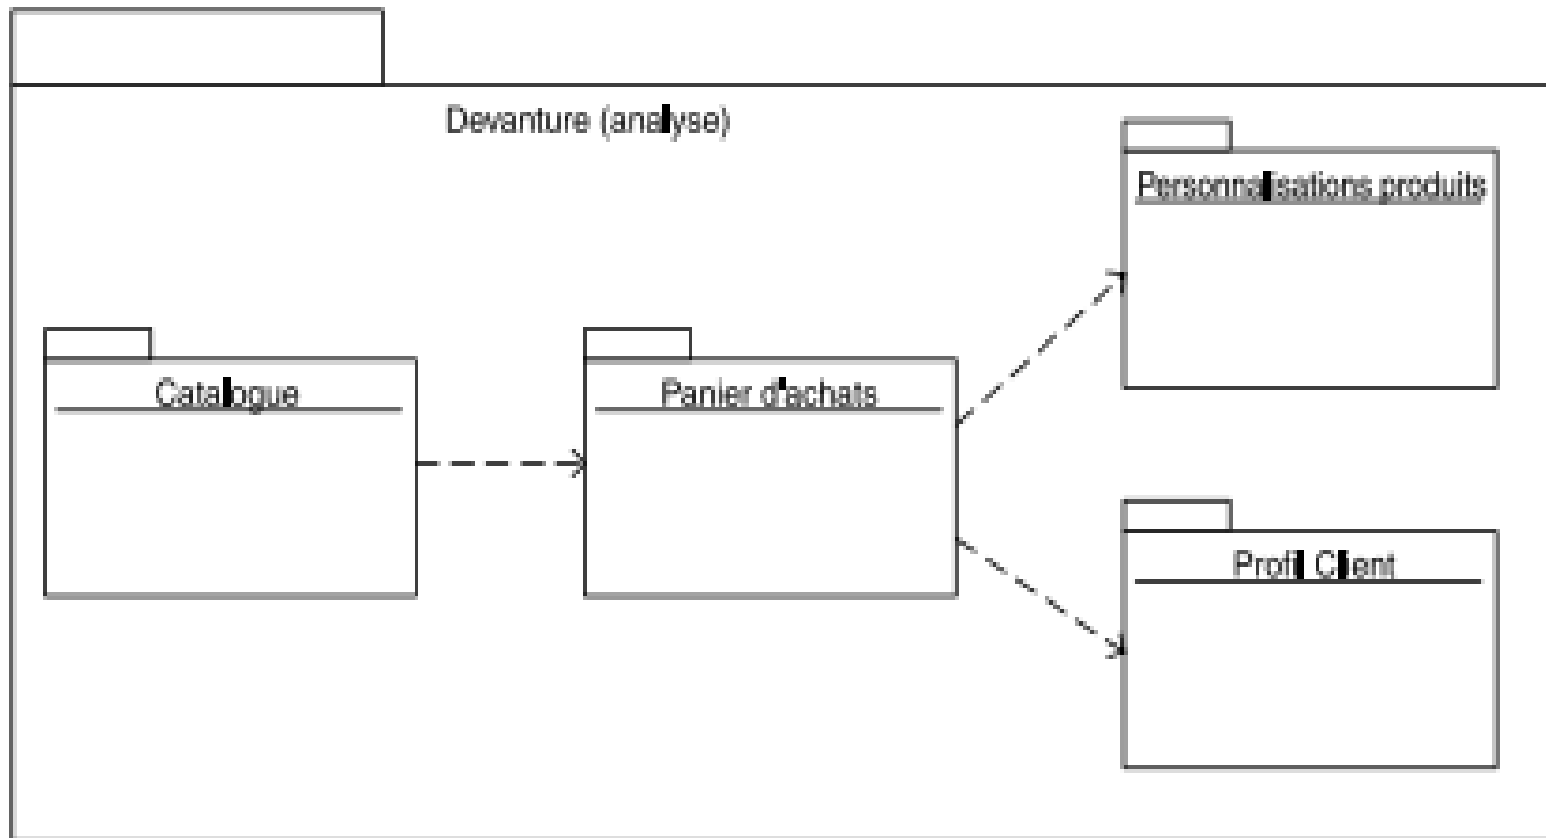 Devanture (analyse)
Personnalisations produits
Catalogue
Panier d'achats
Profil Client